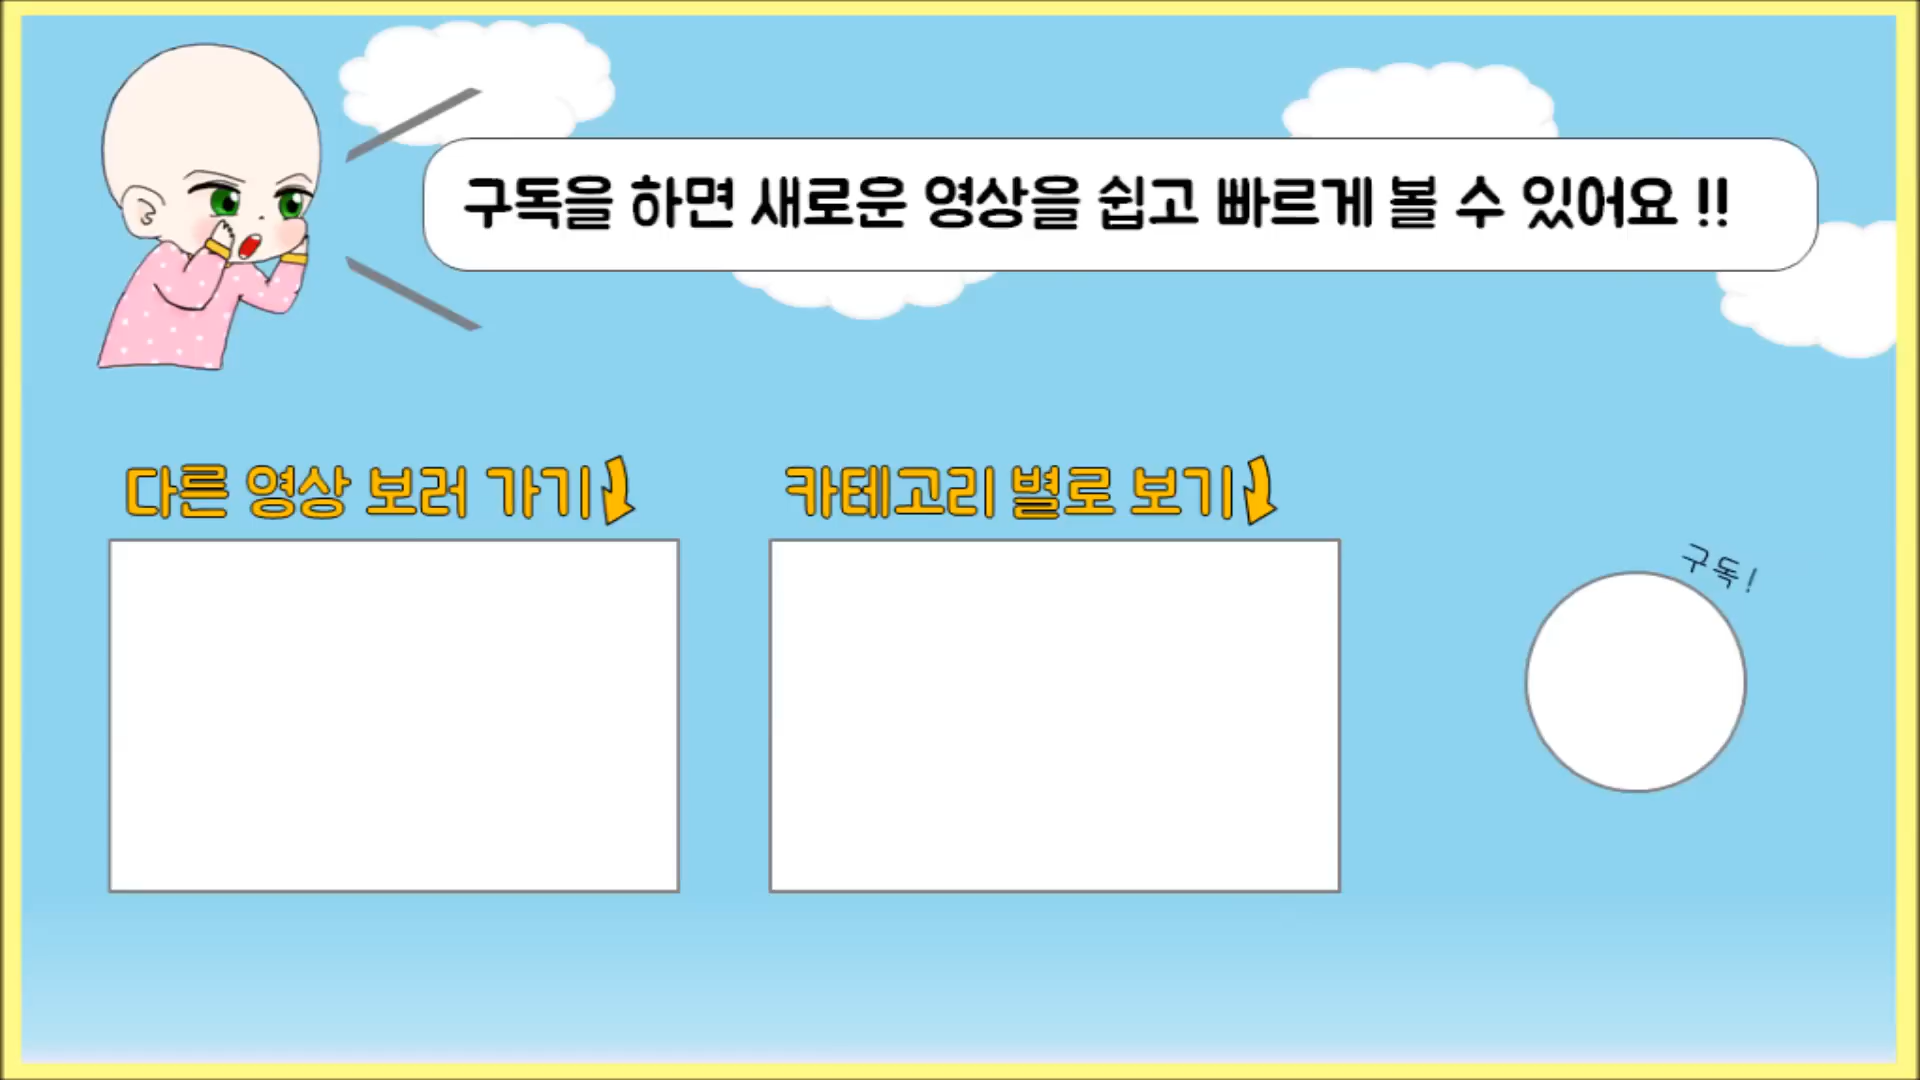 구독을 하면 새로운 영상을 쉽고 빠르게 볼 수 있어요 !!
다른 영상 보러 가기
카테고리 별로 보기
구독!